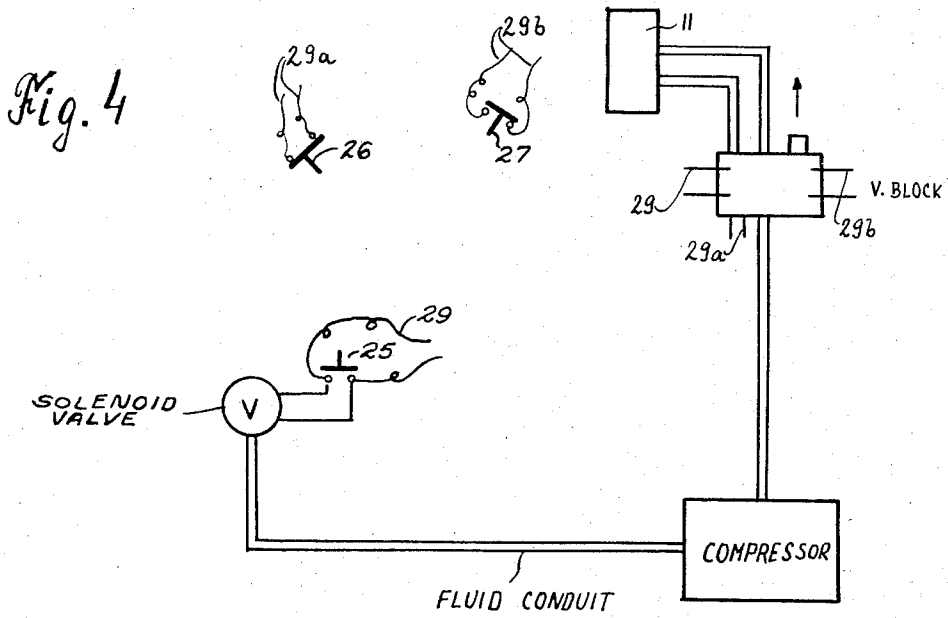 Fig. 4
29a
26
29b
27
11
29
29a
29b
V. BLOCK
29
25
SOLENOID
VALVE
V
COMPRESSOR
FLUID CONDUIT